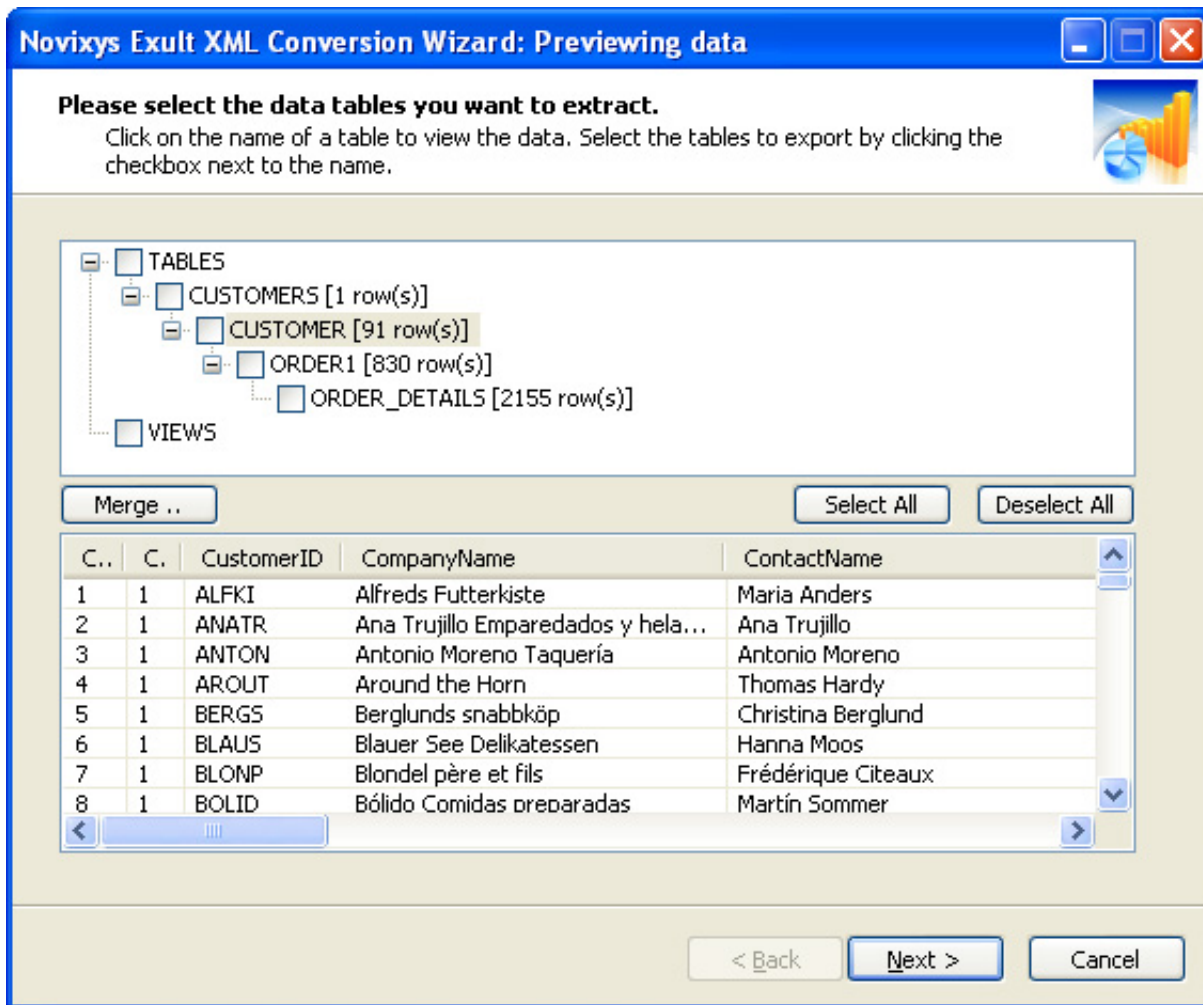 Novixys Exult XML Conversion Wizard: Previewing data
Please select the data tables you want to extract.
Click on the name of a table to view the data. Select the tables to export by clicking the
checkbox next to the name.
TABLES
CUSTOMERS [1 row(s)]
CUSTOMER [91 row(s)]
ORDER1 [830 row(s)]
ORDER_DETAILS [2155 row(s)]
VIEWS
Merge .. Select All Deselect All
C.. C. CustomerID CompanyName ContactName
1 1 ALFKI Alfreds Futterkiste Maria Anders
2 1 ANATR Ana Trujillo Emparedados y hela... Ana Trujillo
3 1 ANTON Antonio Moreno Taquería Antonio Moreno
4 1 AROUT Around the Horn Thomas Hardy
5 1 BERGS Berglunds snabbköp Christina Berglund
6 1 BLAUS Blauer See Delikatessen Hanna Moos
7 1 BLONP Blondel père et fils Frédérique Citeaux
8 1 BOLID Bólido Comidas preparadas Martín Sommer
< Back Next > Cancel